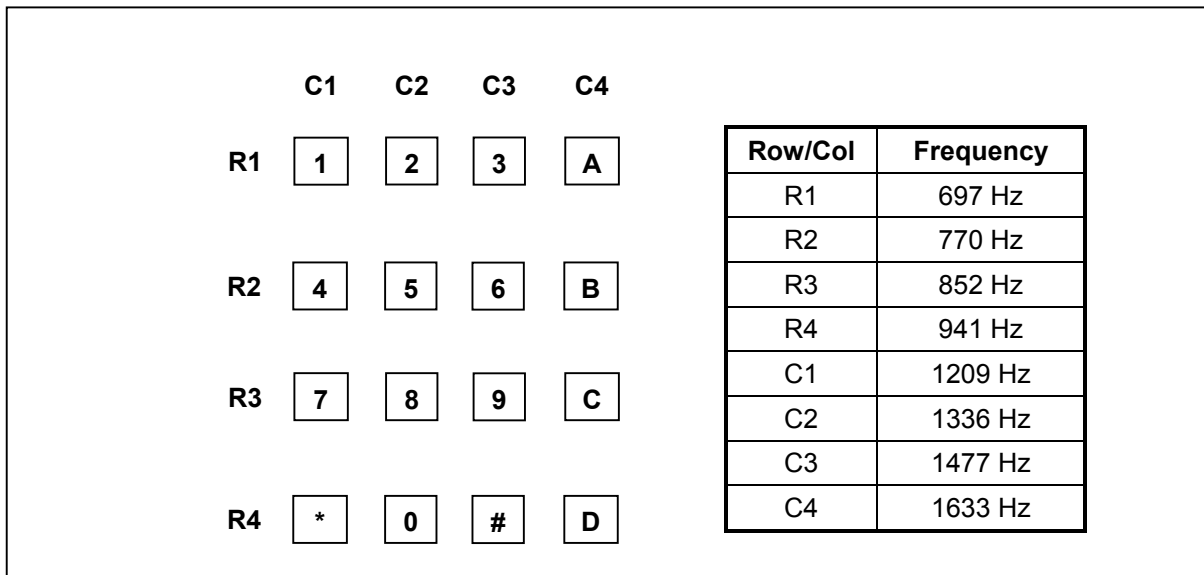 C1 C2 C3 C4
R1 1 2 3 A
R2 4 5 6 B
R3 7 8 9 C
R4 * 0 # D
Row/Col Frequency
R1 697 Hz
R2 770 Hz
R3 852 Hz
R4 941 Hz
C1 1209 Hz
C2 1336 Hz
C3 1477 Hz
C4 1633 Hz